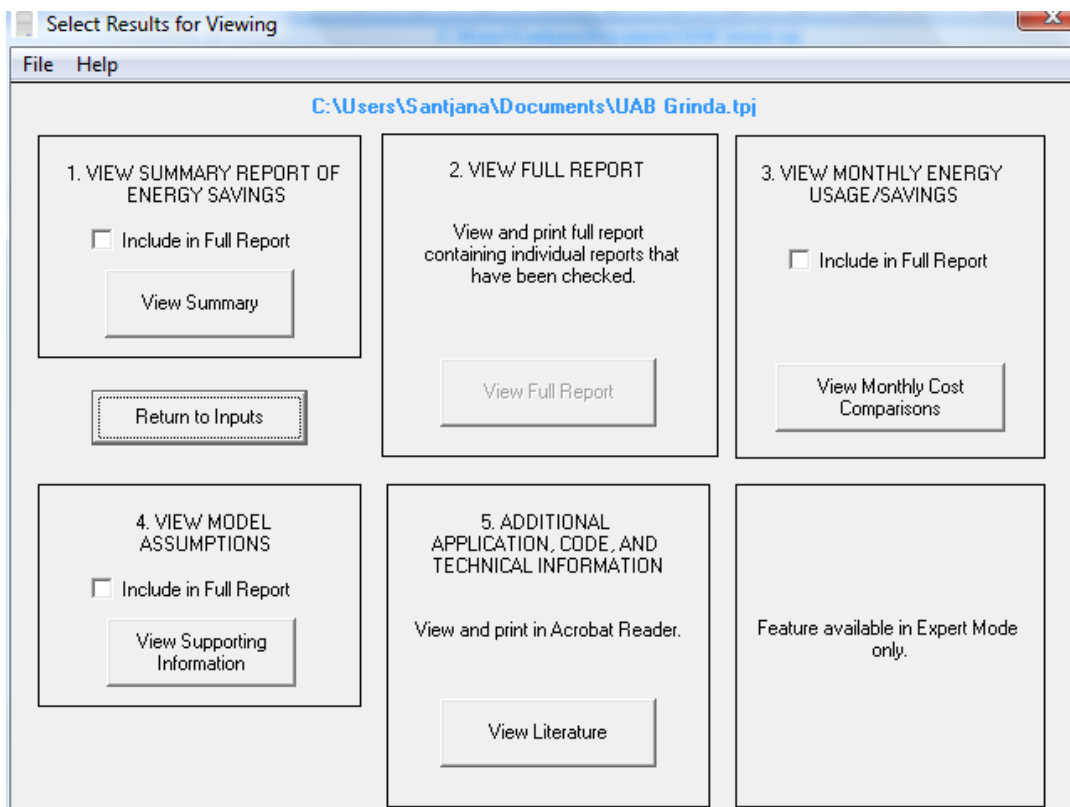 Select Results for Viewing
X
File Help
C:\Users\Santjana\Documents\UAB Grinda.tpj
1. VIEW SUMMARY REPORT OF
ENERGY SAVINGS
Include in Full Report
View Summary
Return to Inputs
2. VIEW FULL REPORT
View and print full report
containing individual reports that
have been checked.
View Full Report
3. VIEW MONTHLY ENERGY
USAGE/SAVINGS
Include in Full Report
View Monthly Cost
Comparisons
4. VIEW MODEL
ASSUMPTIONS
Include in Full Report
View Supporting
Information
5. ADDITIONAL
APPLICATION, CODE, AND
TECHNICAL INFORMATION
View and print in Acrobat Reader.
View Literature
Feature available in Expert Mode
only.